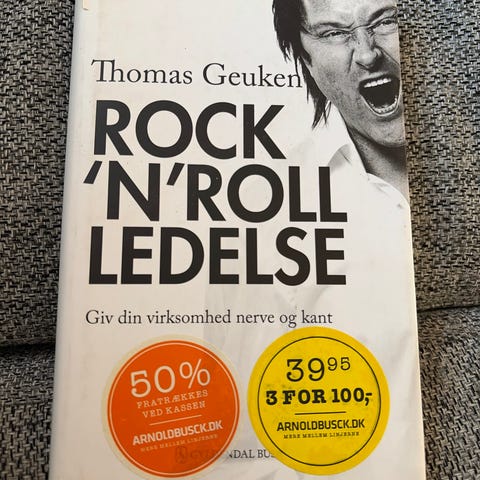 Thomas Geuken
ROCK
'N'ROLL
LEDELSE
Giv din virksomhed nerve og kant
50%
FRATRÆKKES
VED KASSEN
ARNOLDBUSCK.DK
MERE MELLEM LINJERNE
39.95
3 FOR 100,-
ARNOLDBUSCK.DK
MERE MELLEM LINJERNE